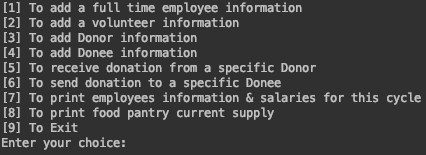 [1] To add a full time employee information
[2] To add a volunteer information
[3] To add Donor information
[4] To add Donee information
[5] To receive donation from a specific Donor
[6] To send donation to a specific Donee
[7] To print employees information & salaries for this cycle
[8] To print food pantry current supply
[9] To Exit
Enter your choice: